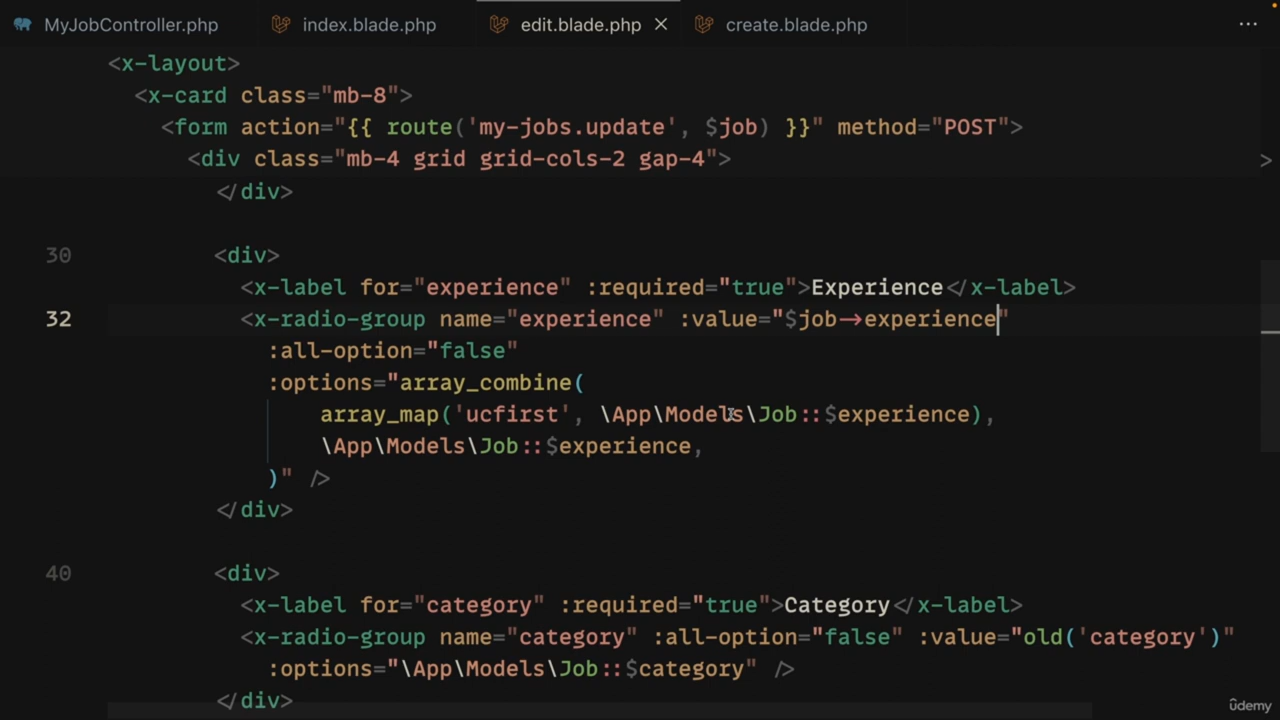 MyJobController.php index.blade.php edit.blade.php create.blade.php
<x-layout>
<x-card class="mb-8">
<form action="{{ route('my-jobs.update', $job) }}" method="POST">
<div class="mb-4 grid grid-cols-2 gap-4">
</div>
30 <div>
<x-label for="experience" :required="true">Experience</x-label>
32 <x-radio-group name="experience" :value="$job->experience"
:all-option="false"
:options="array_combine(
array_map('ucfirst', \App\Models\Job::$experience),
\App\Models\Job::$experience,
)" />
</div>
40 <div>
<x-label for="category" :required="true">Category</x-label>
<x-radio-group name="category" :all-option="false" :value="old('category')"
:options="\App\Models\Job::$category" />
</div>
ûdemy